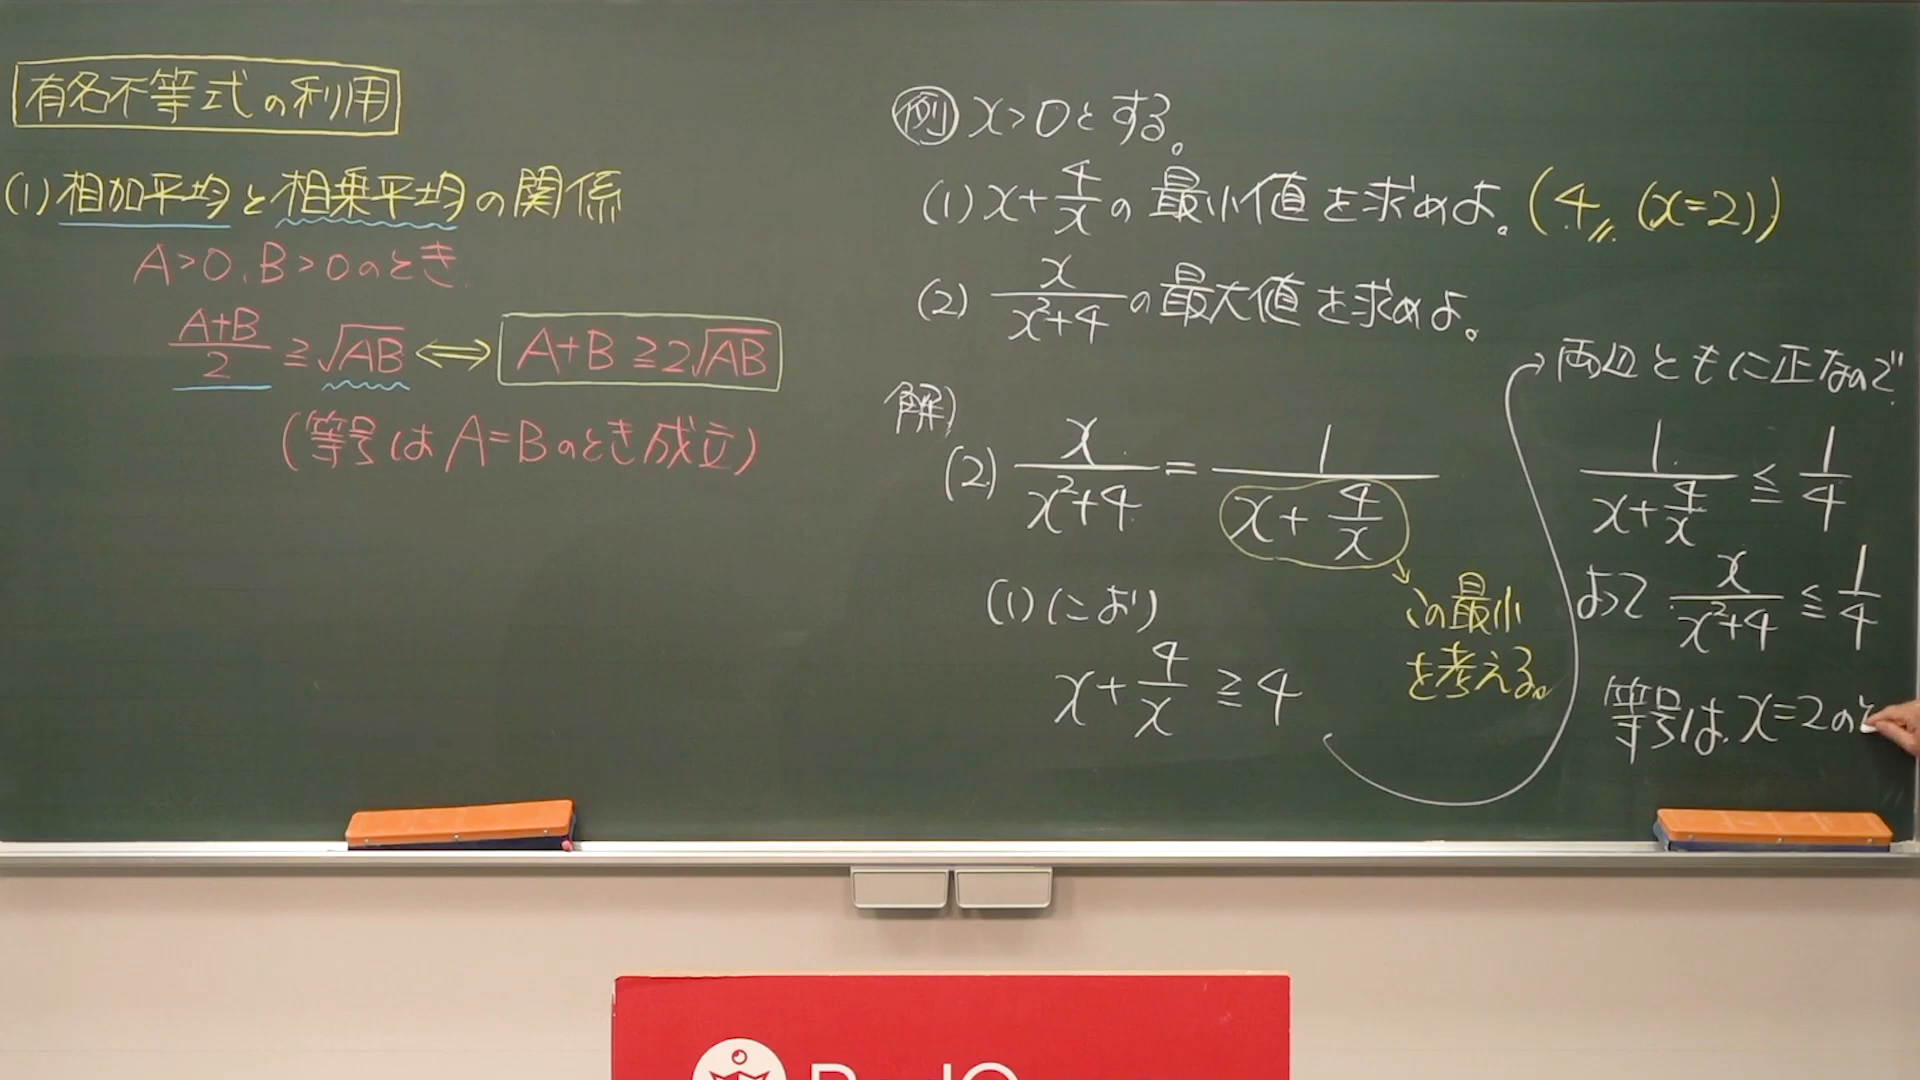 有名不等式の利用
(1) 相加平均と相乗平均の関係
A>0, B>0のとき
(A+B)/2 ≧ √AB ⇔ A+B ≧ 2√AB
(等号は A=Bのとき成立)
例 x>0とする。
(1) x+4/x の最小値を求めよ。(4 (x=2))
(2) x/(x²+4) の最大値を求めよ。
解)
(2) x/(x²+4) = 1/(x+4/x)
この最小
を考える。
(1)により
x+4/x ≧ 4
両辺ともに正なので
1/(x+4/x) ≦ 1/4
よって x/(x²+4) ≦ 1/4
等号は x=2のと